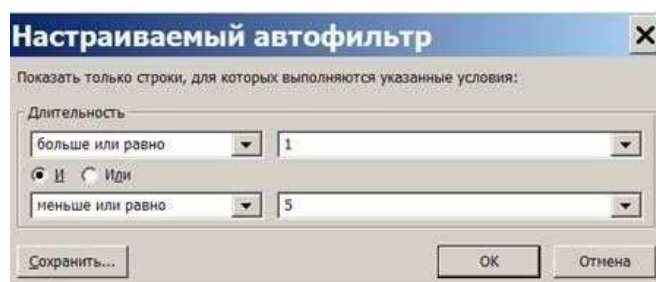 Настраиваемый автофильтр
Показать только строки, для которых выполняются указанные условия:
Длительность
больше или равно 1
И Или
меньше или равно 5
Сохранить... ОК Отмена